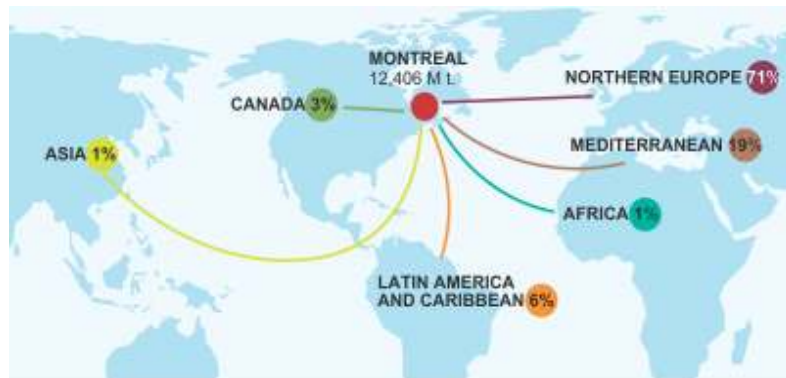 MONTREAL
12,406 M t.
NORTHERN EUROPE 71%
CANADA 3%
MEDITERRANEAN 19%
ASIA 1%
AFRICA 1%
LATIN AMERICA
AND CARIBBEAN 6%